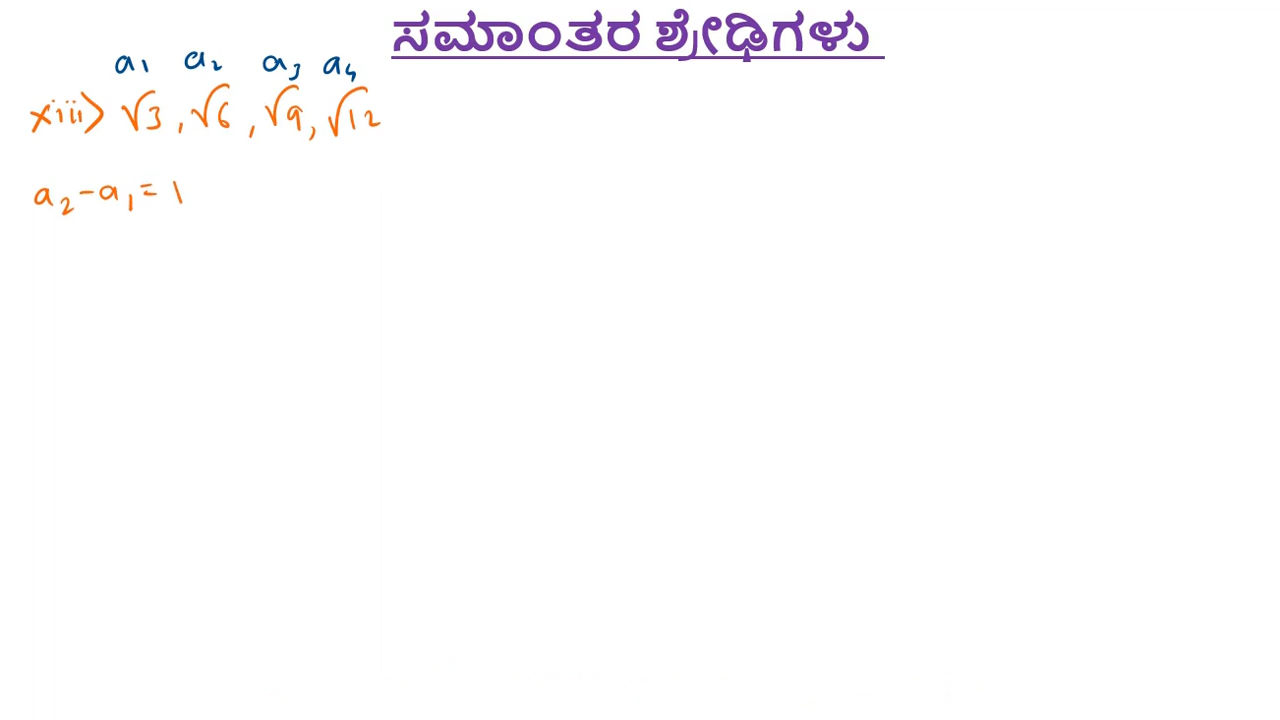 ಸಮಾಂತರ ಶ್ರೇಢಿಗಳು
a₁ a₂ a₃ a₄
xiii> √3, √6, √9, √12
a₂-a₁=1